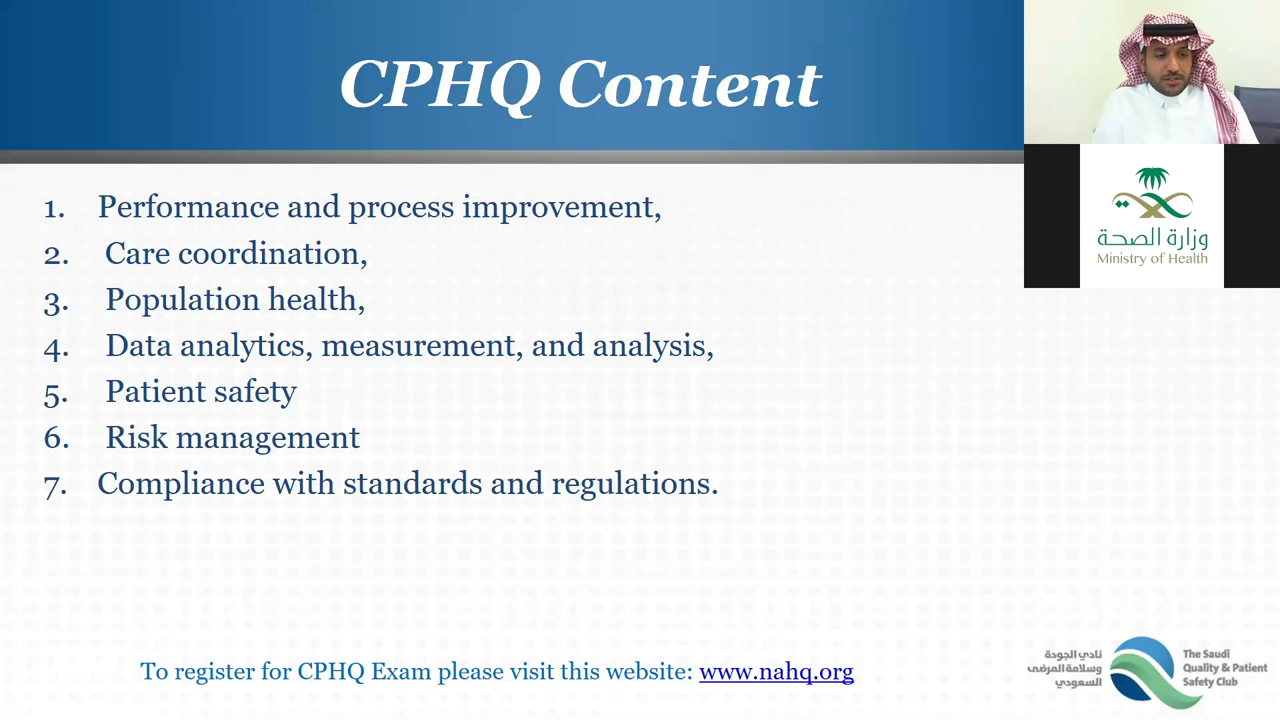 CPHQ Content
1. Performance and process improvement,
2. Care coordination,
3. Population health,
4. Data analytics, measurement, and analysis,
5. Patient safety
6. Risk management
7. Compliance with standards and regulations.
To register for CPHQ Exam please visit this website: www.nahq.org
وزارة الصحة
Ministry of Health
نادي الجودة
وسلامة المرضى
السعودي
The Saudi
Quality & Patient
Safety Club